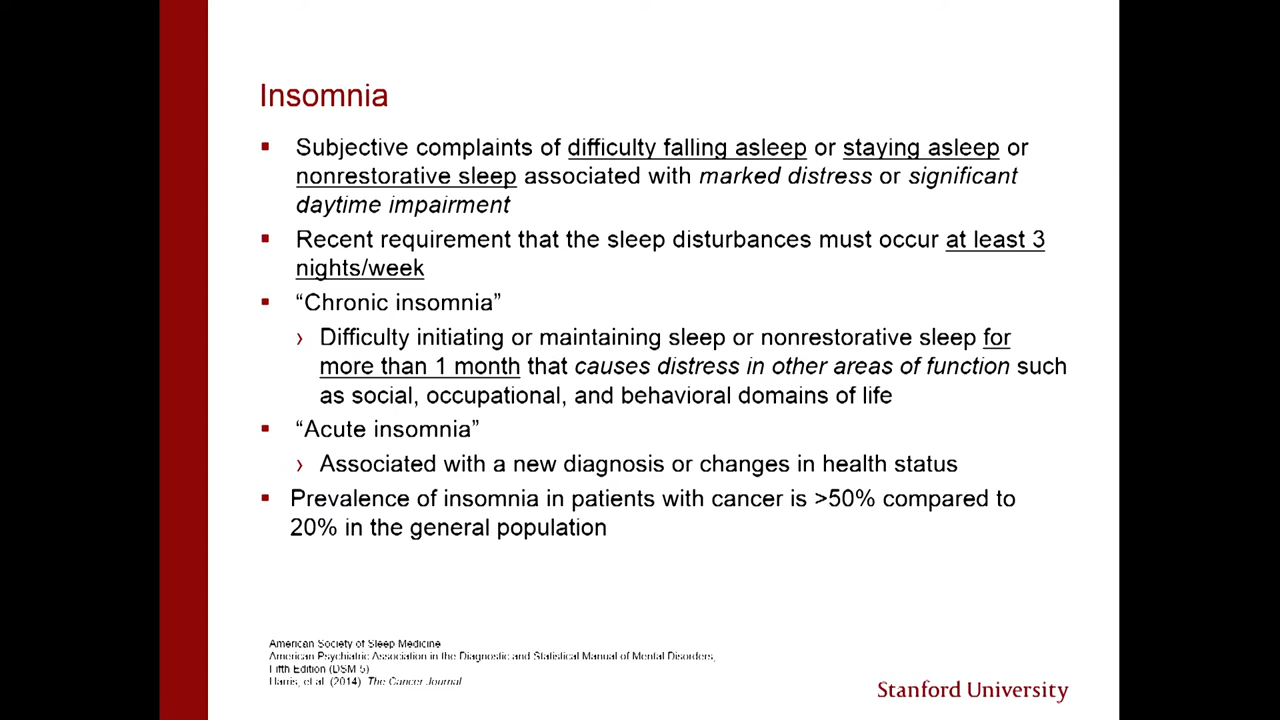 Insomnia
▪ Subjective complaints of difficulty falling asleep or staying asleep or
nonrestorative sleep associated with marked distress or significant
daytime impairment
▪ Recent requirement that the sleep disturbances must occur at least 3
nights/week
▪ “Chronic insomnia”
› Difficulty initiating or maintaining sleep or nonrestorative sleep for
more than 1 month that causes distress in other areas of function such
as social, occupational, and behavioral domains of life
▪ “Acute insomnia”
› Associated with a new diagnosis or changes in health status
▪ Prevalence of insomnia in patients with cancer is >50% compared to
20% in the general population
American Society of Sleep Medicine
American Psychiatric Association in the Diagnostic and Statistical Manual of Mental Disorders,
Fifth Edition (DSM 5)
Harris, et al. (2014) The Cancer Journal
Stanford University